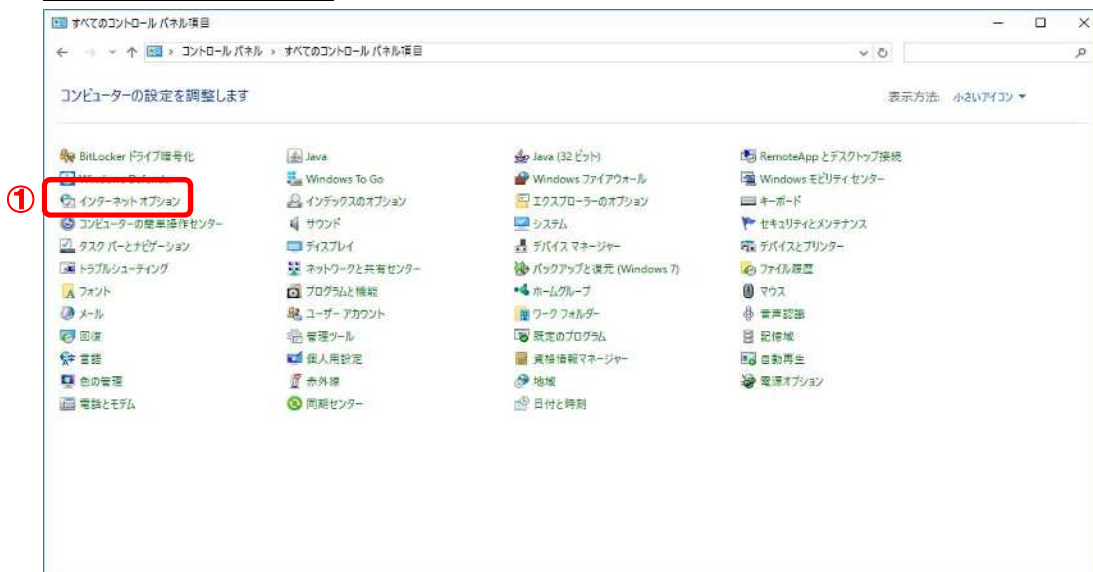 すべてのコントロール パネル項目
コントロール パネル › すべてのコントロール パネル項目
コンピューターの設定を調整します
表示方法: 小さいアイコン
BitLocker ドライブ暗号化 Java Java (32 ビット) RemoteApp とデスクトップ接続
Windows Defender Windows To Go Windows ファイアウォール Windows モビリティ センター
① インターネット オプション インデックスのオプション エクスプローラーのオプション キーボード
コンピューターの簡単操作センター サウンド システム セキュリティとメンテナンス
タスク バーとナビゲーション ディスプレイ デバイス マネージャー デバイスとプリンター
トラブルシューティング ネットワークと共有センター バックアップと復元 (Windows 7) ファイル履歴
フォント プログラムと機能 ホームグループ マウス
メール ユーザー アカウント ワーク フォルダー 音声認識
回復 管理ツール 既定のプログラム 記憶域
言語 個人用設定 資格情報マネージャー 自動再生
色の管理 赤外線 地域 電源オプション
電話とモデム 同期センター 日付と時刻